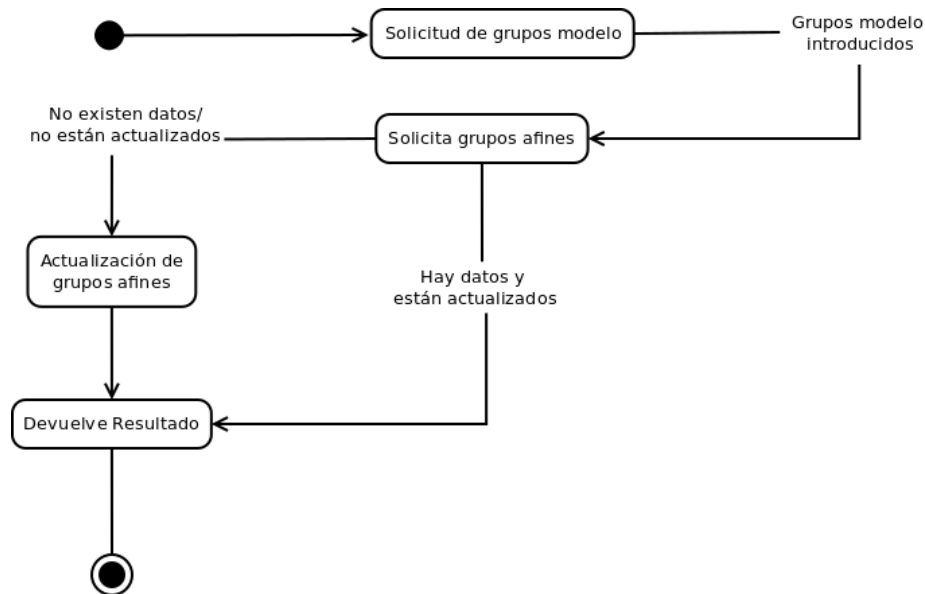 Solicitud de grupos modelo
Grupos modelo
introducidos
No existen datos/
no están actualizados
Solicita grupos afines
Actualización de
grupos afines
Hay datos y
están actualizados
Devuelve Resultado